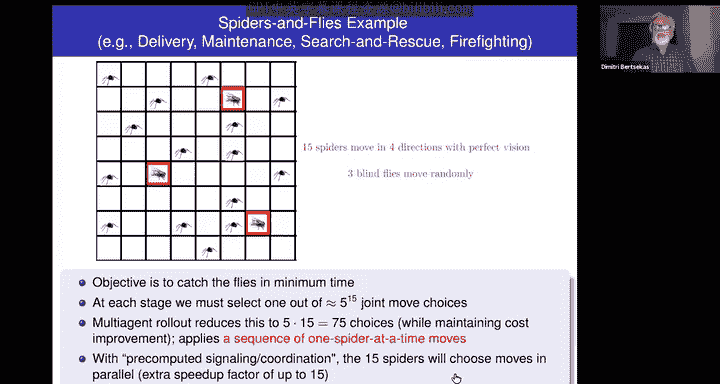 Spiders-and-Flies Example
(e.g., Delivery, Maintenance, Search-and-Rescue, Firefighting)
Dimitri Bertsekas
15 spiders move in 4 directions with perfect vision
3 blind flies move randomly
Objective is to catch the flies in minimum time
At each stage we must select one out of ≈ 5¹⁵ joint move choices
Multiagent rollout reduces this to 5 · 15 = 75 choices (while maintaining cost
improvement); applies a sequence of one-spider-at-a-time moves
With “precomputed signaling/coordination”, the 15 spiders will choose moves in
parallel (extra speedup factor of up to 15)